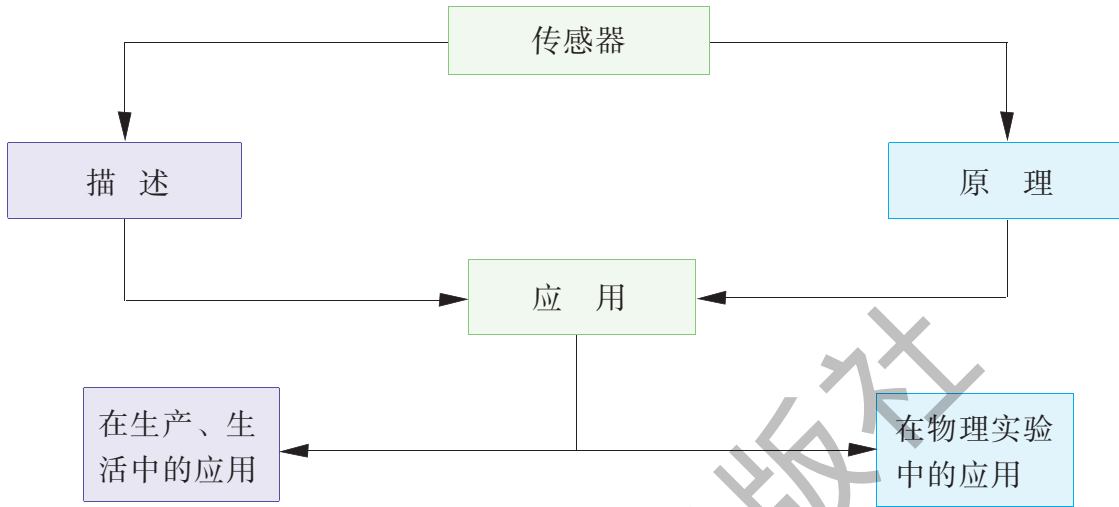 传感器
描 述
原 理
应 用
在生产、生
活中的应用
在物理实验
中的应用
版社